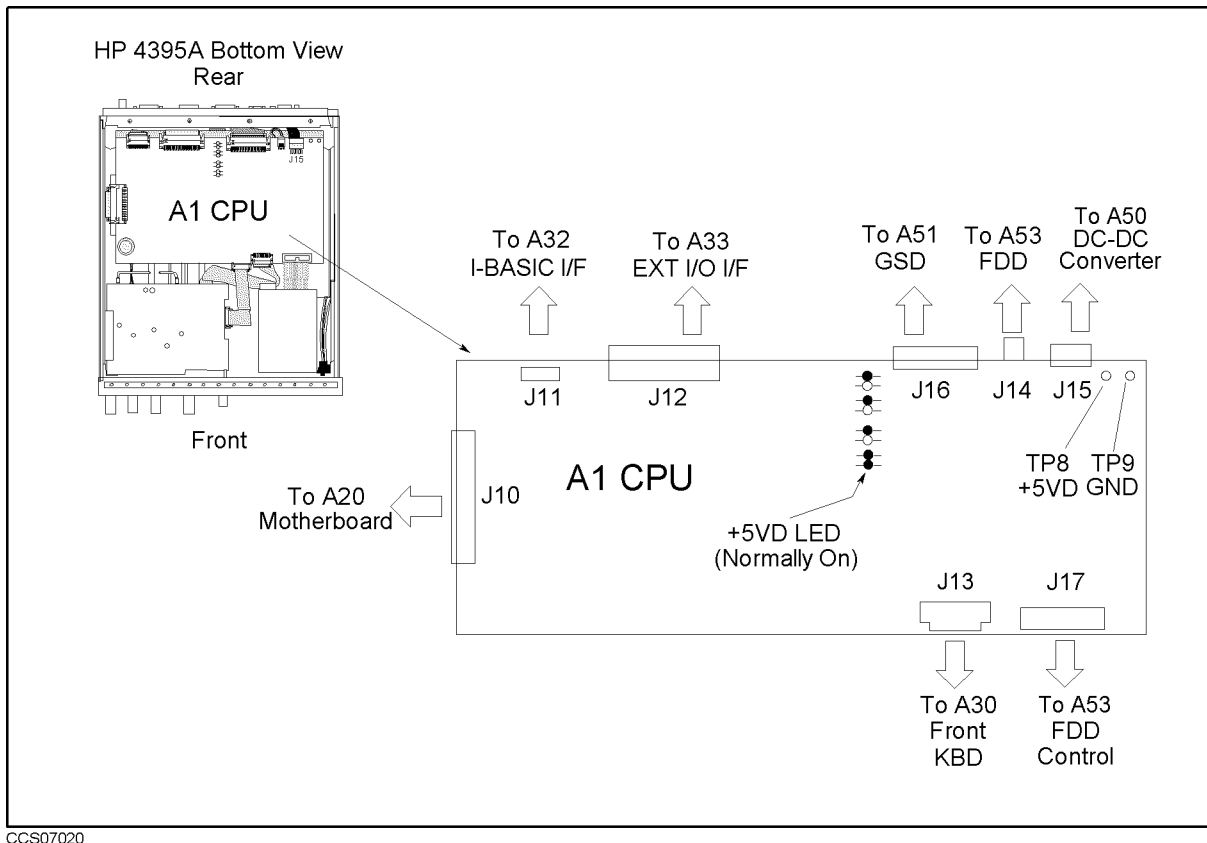 HP 4395A Bottom View
Rear
J15
A1 CPU
Front
To A32
I-BASIC I/F
To A33
EXT I/O I/F
To A51
GSD
To A53
FDD
To A50
DC-DC
Converter
J11
J12
J16
J14
J15
TP8
+5VD
TP9
GND
To A20
Motherboard
J10
A1 CPU
+5VD LED
(Normally On)
J13
J17
To A30
Front
KBD
To A53
FDD
Control
CCS07020